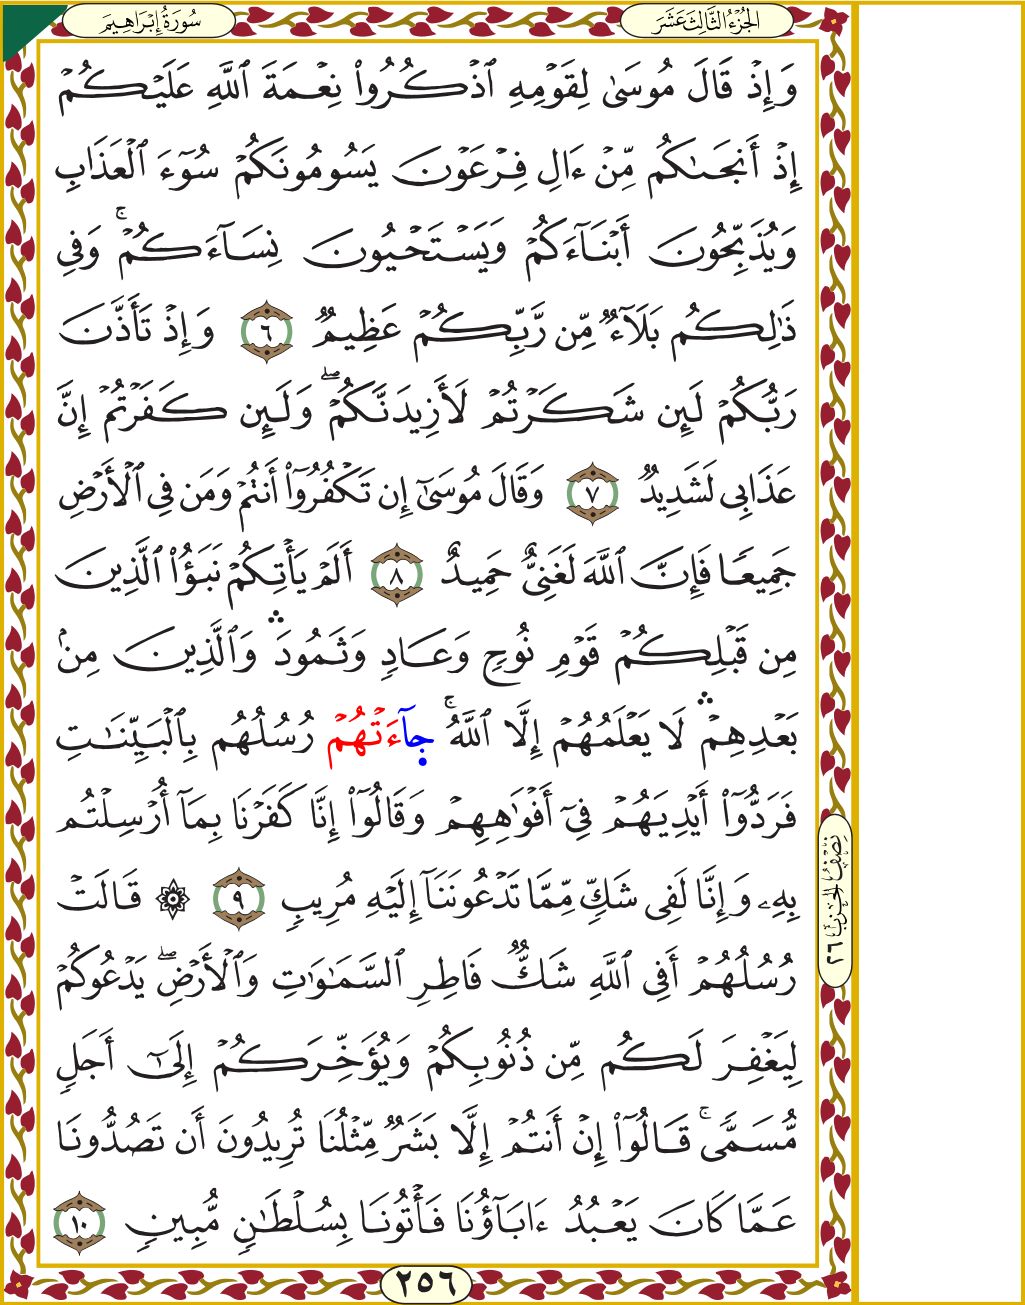 الجُزْءُ الثَّالِثَ عَشَرَ
سُورَةُ إِبْرَاهِيم
وَإِذْ قَالَ مُوسَىٰ لِقَوْمِهِ ٱذْكُرُوا۟ نِعْمَةَ ٱللَّهِ عَلَيْكُمْ
إِذْ أَنجَىٰكُم مِّنْ ءَالِ فِرْعَوْنَ يَسُومُونَكُمْ سُوٓءَ ٱلْعَذَابِ
وَيُذَبِّحُونَ أَبْنَآءَكُمْ وَيَسْتَحْيُونَ نِسَآءَكُمْ ۚ وَفِى
ذَٰلِكُم بَلَآءٌ مِّن رَّبِّكُمْ عَظِيمٌ ٦ وَإِذْ تَأَذَّنَ
رَبُّكُمْ لَئِن شَكَرْتُمْ لَأَزِيدَنَّكُمْ ۖ وَلَئِن كَفَرْتُمْ إِنَّ
عَذَابِى لَشَدِيدٌ ٧ وَقَالَ مُوسَىٰٓ إِن تَكْفُرُوٓا۟ أَنتُمْ وَمَن فِى ٱلْأَرْضِ
جَمِيعًا فَإِنَّ ٱللَّهَ لَغَنِىٌّ حَمِيدٌ ٨ أَلَمْ يَأْتِكُمْ نَبَؤُا۟ ٱلَّذِينَ
مِن قَبْلِكُمْ قَوْمِ نُوحٍ وَعَادٍ وَثَمُودَ ۛ وَٱلَّذِينَ مِنۢ
بَعْدِهِمْ ۛ لَا يَعْلَمُهُمْ إِلَّا ٱللَّهُ ۚ جَآءَتْهُمْ رُسُلُهُم بِٱلْبَيِّنَـٰتِ
فَرَدُّوٓا۟ أَيْدِيَهُمْ فِىٓ أَفْوَٰهِهِمْ وَقَالُوٓا۟ إِنَّا كَفَرْنَا بِمَآ أُرْسِلْتُم
بِهِۦ وَإِنَّا لَفِى شَكٍّ مِّمَّا تَدْعُونَنَآ إِلَيْهِ مُرِيبٍ ٩ ۞ قَالَتْ
رُسُلُهُمْ أَفِى ٱللَّهِ شَكٌّ فَاطِرِ ٱلسَّمَـٰوَٰتِ وَٱلْأَرْضِ ۖ يَدْعُوكُمْ
لِيَغْفِرَ لَكُم مِّن ذُنُوبِكُمْ وَيُؤَخِّرَكُمْ إِلَىٰٓ أَجَلٍ
مُّسَمًّى ۚ قَالُوٓا۟ إِنْ أَنتُمْ إِلَّا بَشَرٌ مِّثْلُنَا تُرِيدُونَ أَن تَصُدُّونَا
عَمَّا كَانَ يَعْبُدُ ءَابَآؤُنَا فَأْتُونَا بِسُلْطَـٰنٍ مُّبِينٍ ١٠
نِصْفُ الحِزْبِ ٢٦
٢٥٦